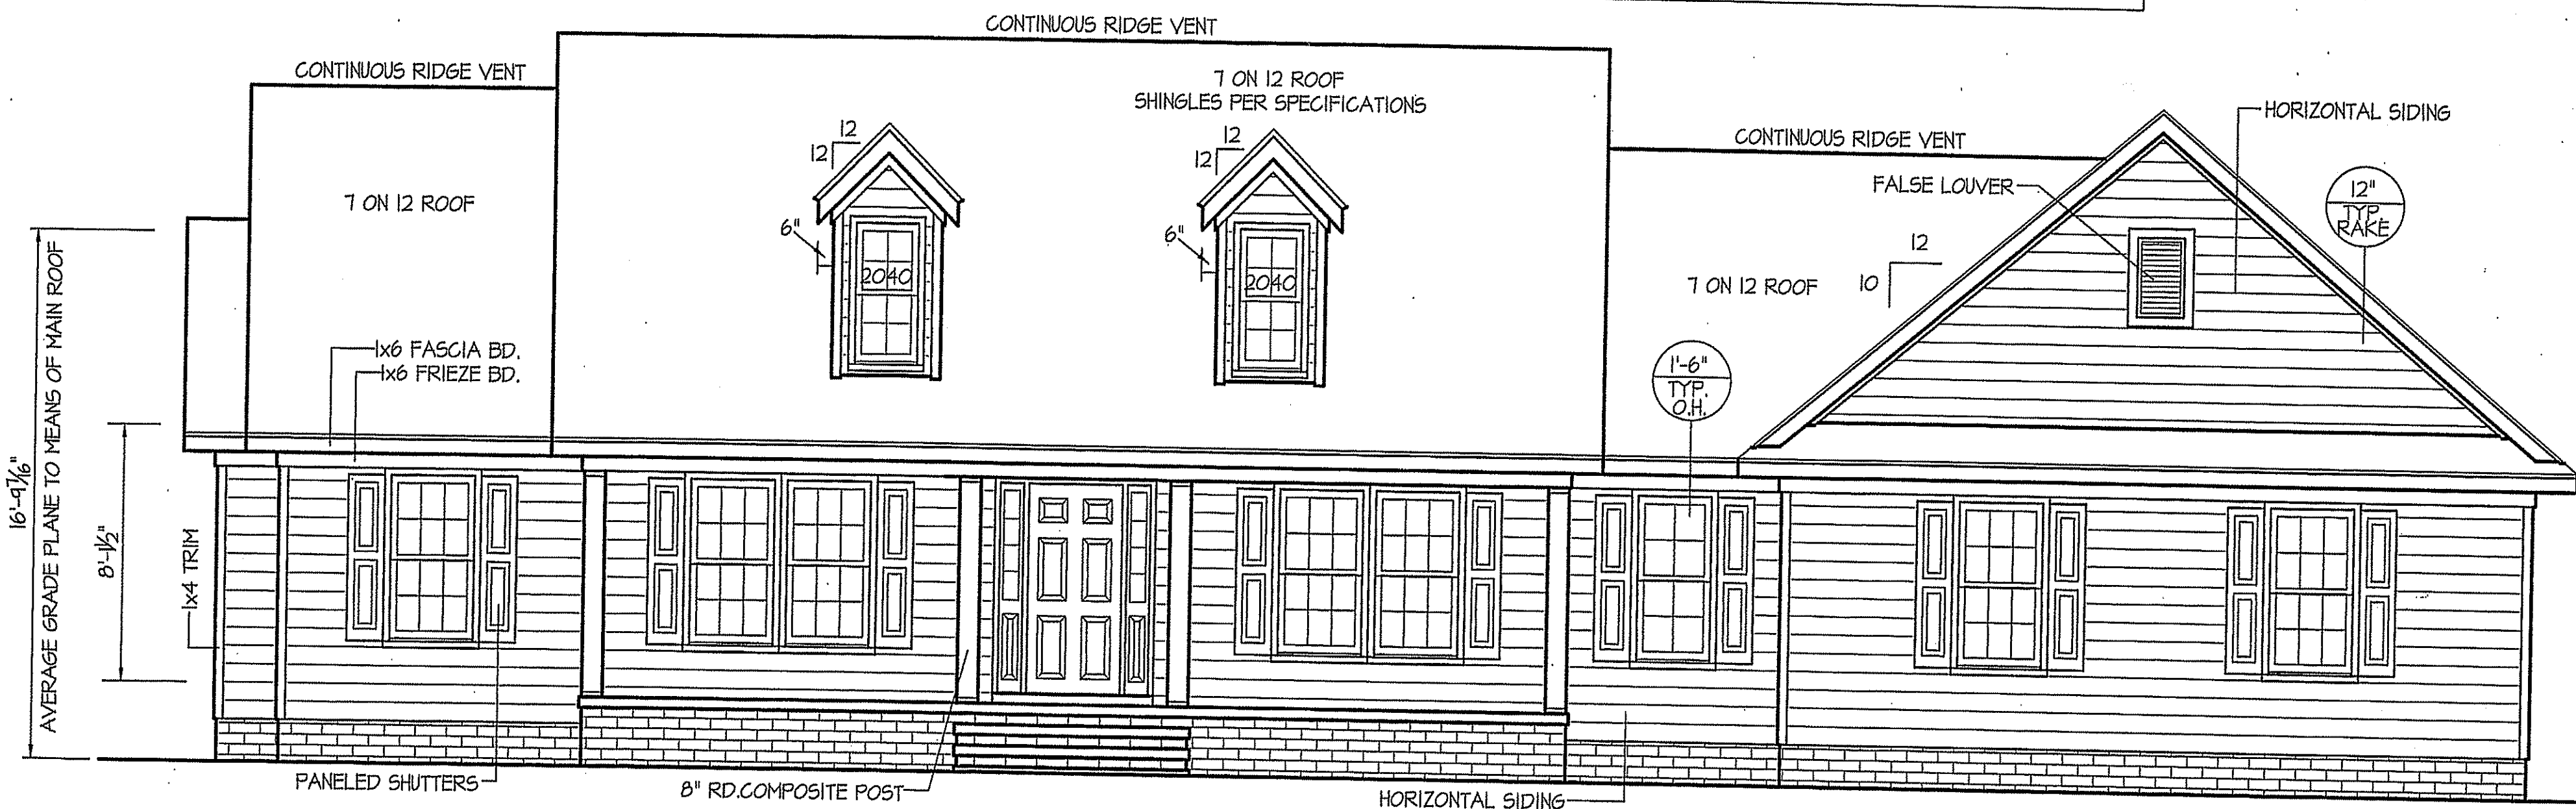 CONTINUOUS RIDGE VENT
CONTINUOUS RIDGE VENT
7 ON 12 ROOF
SHINGLES PER SPECIFICATIONS
HORIZONTAL SIDING
12
12
12
12
CONTINUOUS RIDGE VENT
FALSE LOUVER
12"
TYP.
RAKE
7 ON 12 ROOF
6"
6"
12
10
2040
2040
7 ON 12 ROOF
1x6 FASCIA BD.
1x6 FRIEZE BD.
1'-6"
TYP.
O.H.
16'-9 7/16"
AVERAGE GRADE PLANE TO MEANS OF MAIN ROOF
8'-1/2"
1x4 TRIM
PANELED SHUTTERS
8" RD.COMPOSITE POST
HORIZONTAL SIDING